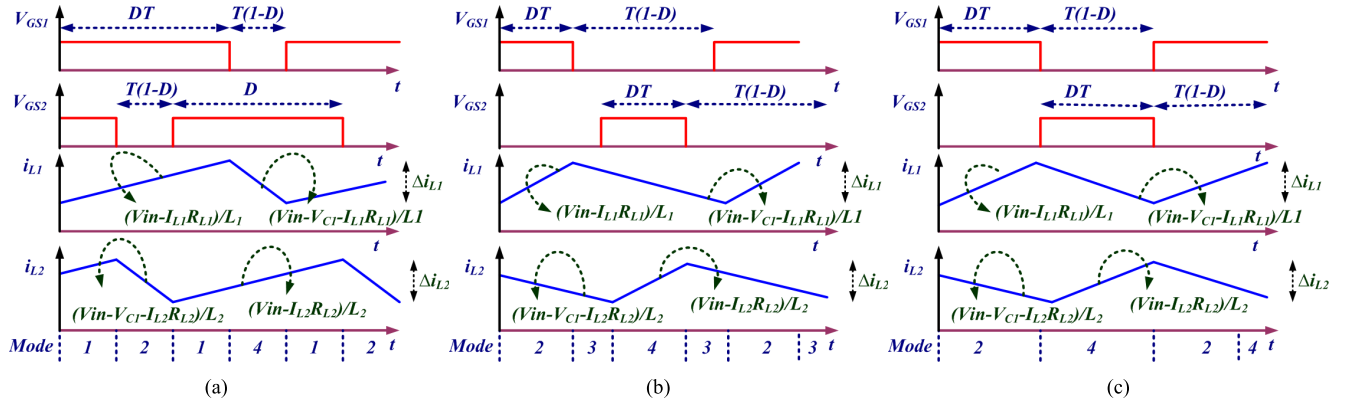 V_GS1
DT
T(1-D)
t
V_GS2
T(1-D)
D
t
i_L1
Δi_L1
(Vin-I_L1R_L1)/L_1
(Vin-V_C1-I_L1R_L1)/L1
t
i_L2
Δi_L2
(Vin-V_C1-I_L2R_L2)/L_2
(Vin-I_L2R_L2)/L_2
t
Mode
1 2 1 4 1 2
(a)
V_GS1
DT
T(1-D)
t
V_GS2
DT
T(1-D)
t
i_L1
Δi_L1
(Vin-I_L1R_L1)/L_1
(Vin-V_C1-I_L1R_L1)/L1
t
i_L2
Δi_L2
(Vin-V_C1-I_L2R_L2)/L_2
(Vin-I_L2R_L2)/L_2
Mode
2 3 4 3 2 3
t
(b)
V_GS1
DT
T(1-D)
t
V_GS2
DT
T(1-D)
t
i_L1
Δi_L1
(Vin-I_L1R_L1)/L_1
(Vin-V_C1-I_L1R_L1)/L1
t
i_L2
Δi_L2
(Vin-V_C1-I_L2R_L2)/L_2
(Vin-I_L2R_L2)/L_2
Mode
2 4 2 4
t
(c)